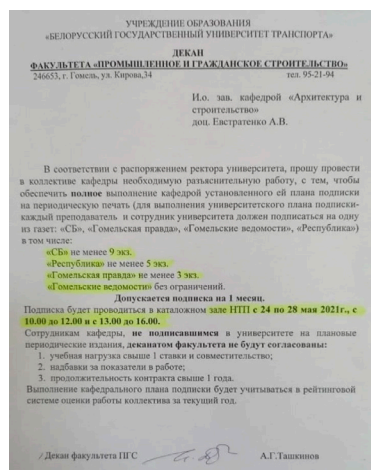 УЧРЕЖДЕНИЕ ОБРАЗОВАНИЯ
«БЕЛОРУССКИЙ ГОСУДАРСТВЕННЫЙ УНИВЕРСИТЕТ ТРАНСПОРТА»
ДЕКАН
ФАКУЛЬТЕТА «ПРОМЫШЛЕННОЕ И ГРАЖДАНСКОЕ СТРОИТЕЛЬСТВО»
246653, г. Гомель, ул. Кирова,34 тел. 95-21-94
И.о. зав. кафедрой «Архитектура и
строительство»
доц. Евстратенко А.В.
В соответствии с распоряжением ректора университета, прошу провести
в коллективе кафедры необходимую разъяснительную работу, с тем, чтобы
обеспечить полное выполнение кафедрой установленного ей плана подписки
на периодическую печать (для выполнения университетского плана подписки-
каждый преподаватель и сотрудник университета должен подписаться на одну
из газет: «СБ», «Гомельская правда», «Гомельские ведомости», «Республика»)
в том числе:
«СБ» не менее 9 экз.
«Республика» не менее 5 экз.
«Гомельская правда» не менее 3 экз.
«Гомельские ведомости» без ограничений.
Допускается подписка на 1 месяц.
Подписка будет проводиться в каталожном зале НТП с 24 по 28 мая 2021г., с
10.00 до 12.00 и с 13.00 до 16.00.
Сотрудникам кафедры, не подписавшимся в университете на плановые
периодические издания, деканатом факультета не будут согласованы:
1. учебная нагрузка свыше 1 ставки и совместительство;
2. надбавки за показатели в работе;
3. продолжительность контракта свыше 1 года.
Выполнение кафедрального плана подписки будет учитываться в рейтинговой
системе оценки работы коллектива за текущий год.
Декан факультета ПГС А.Г.Ташкинов